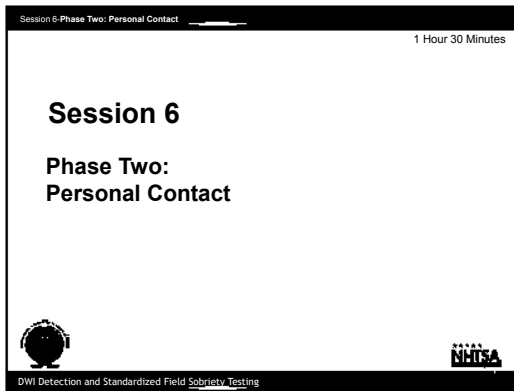 Session 6-Phase Two: Personal Contact
1 Hour 30 Minutes
Session 6
Phase Two:
Personal Contact
NHTSA
DWI Detection and Standardized Field Sobriety Testing